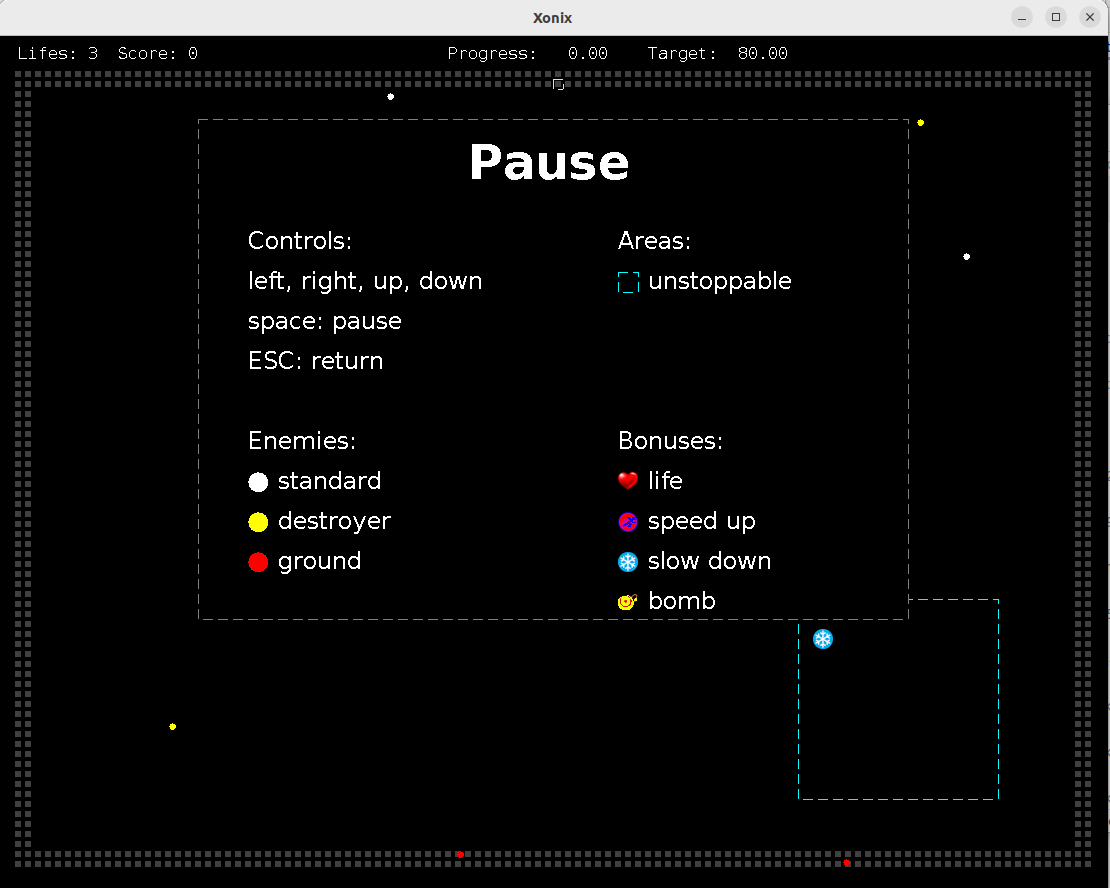 Xonix
Lifes: 3 Score: 0 Progress: 0.00 Target: 80.00
Pause
Controls:
left, right, up, down
space: pause
ESC: return
Areas:
unstoppable
Enemies:
standard
destroyer
ground
Bonuses:
life
speed up
slow down
bomb